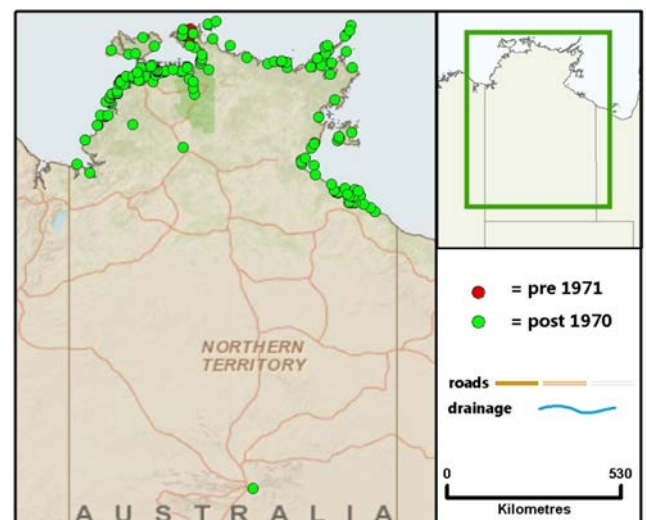 NORTHERN
TERRITORY
AUSTRALIA
= pre 1971
= post 1970
roads
drainage
0 530
Kilometres